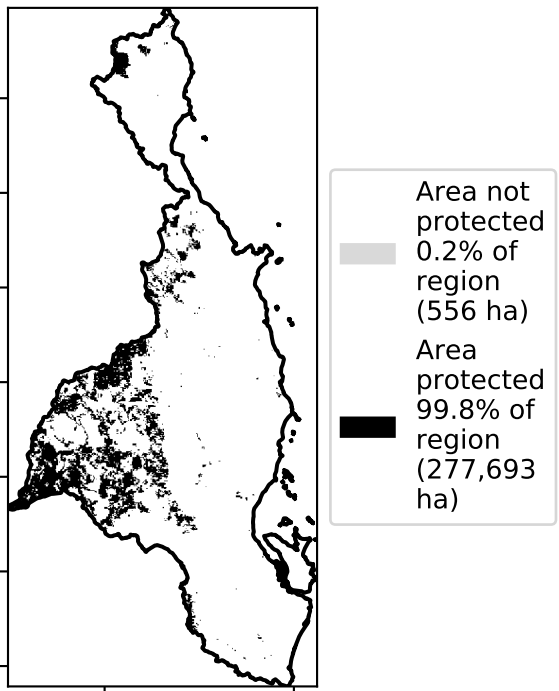 Area not
protected
0.2% of
region
(556 ha)
Area
protected
99.8% of
region
(277,693
ha)